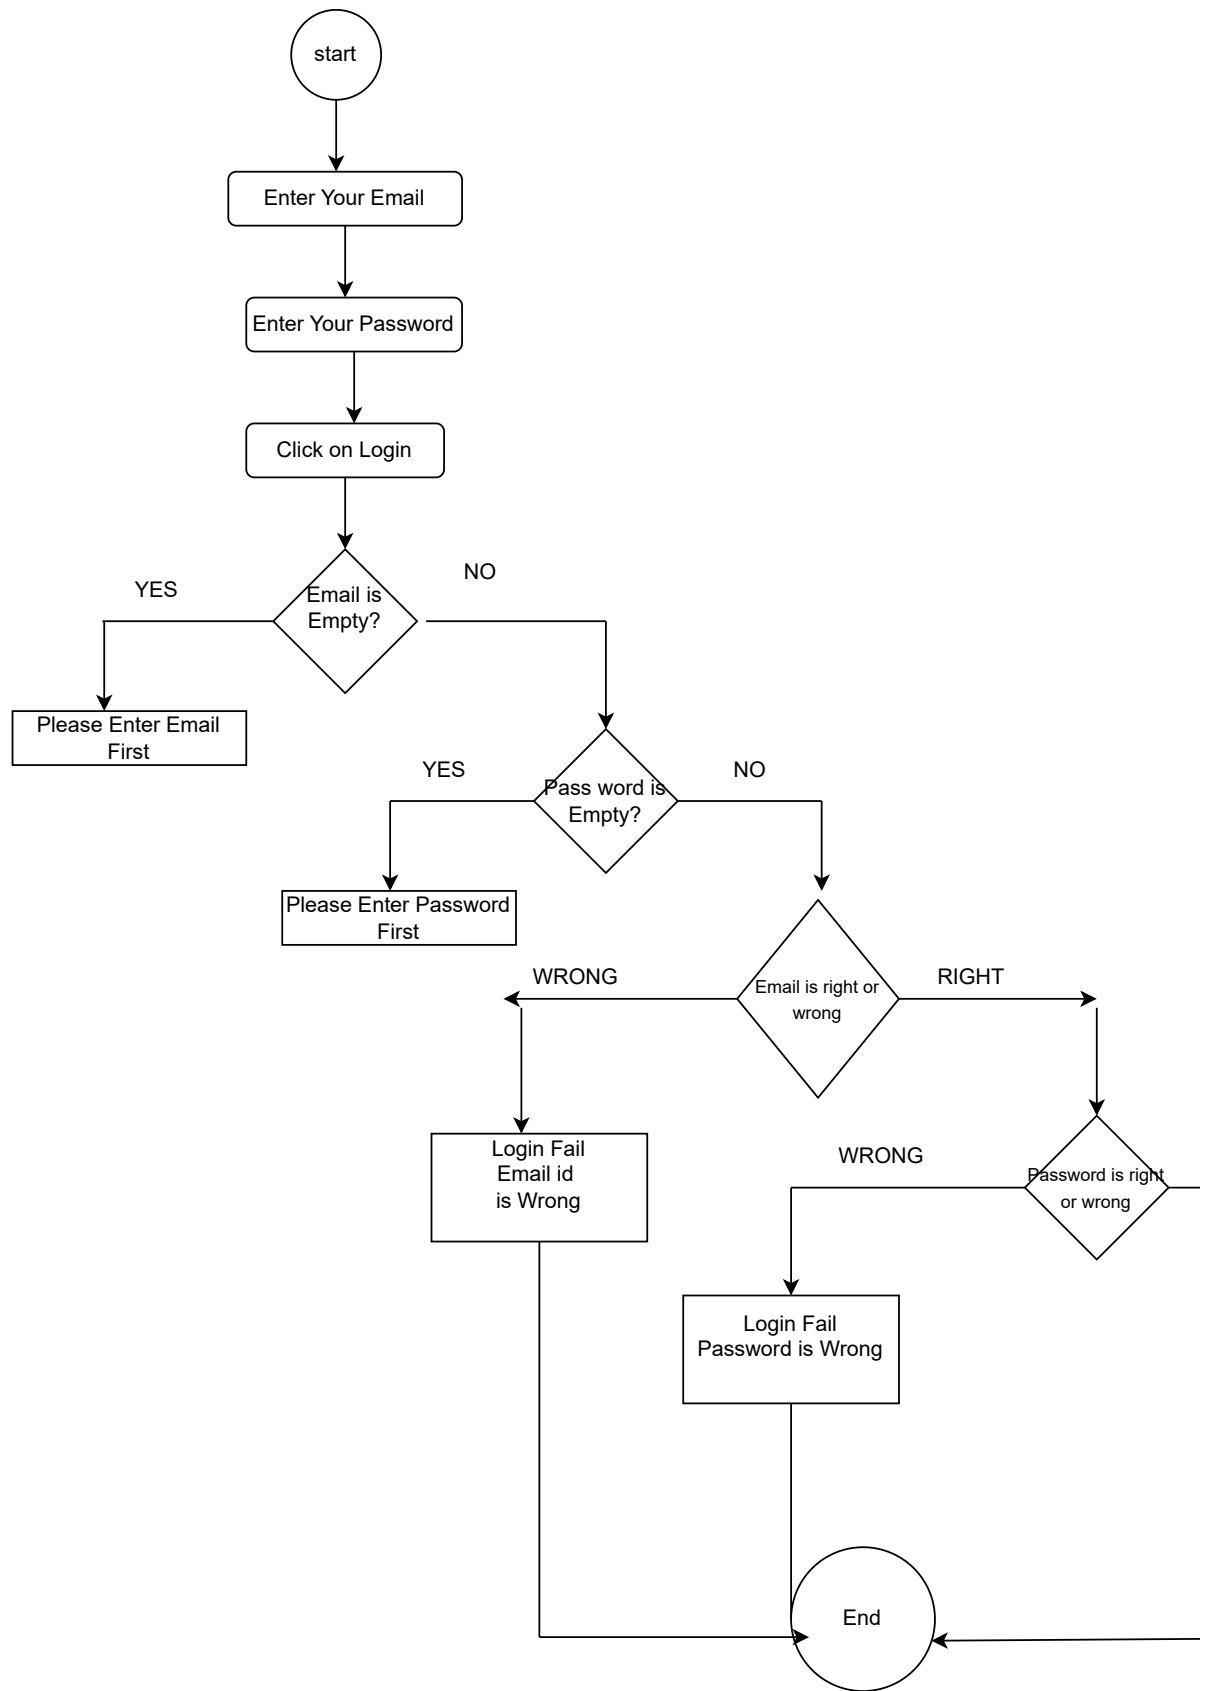 start
Enter Your Email
Enter Your Password
Click on Login
YES
NO
Email is
Empty?
Please Enter Email
First
YES
NO
Pass word is
Empty?
Please Enter Password
First
WRONG
RIGHT
Email is right or
wrong
Login Fail
Email id
is Wrong
WRONG
Password is right
or wrong
Login Fail
Password is Wrong
End